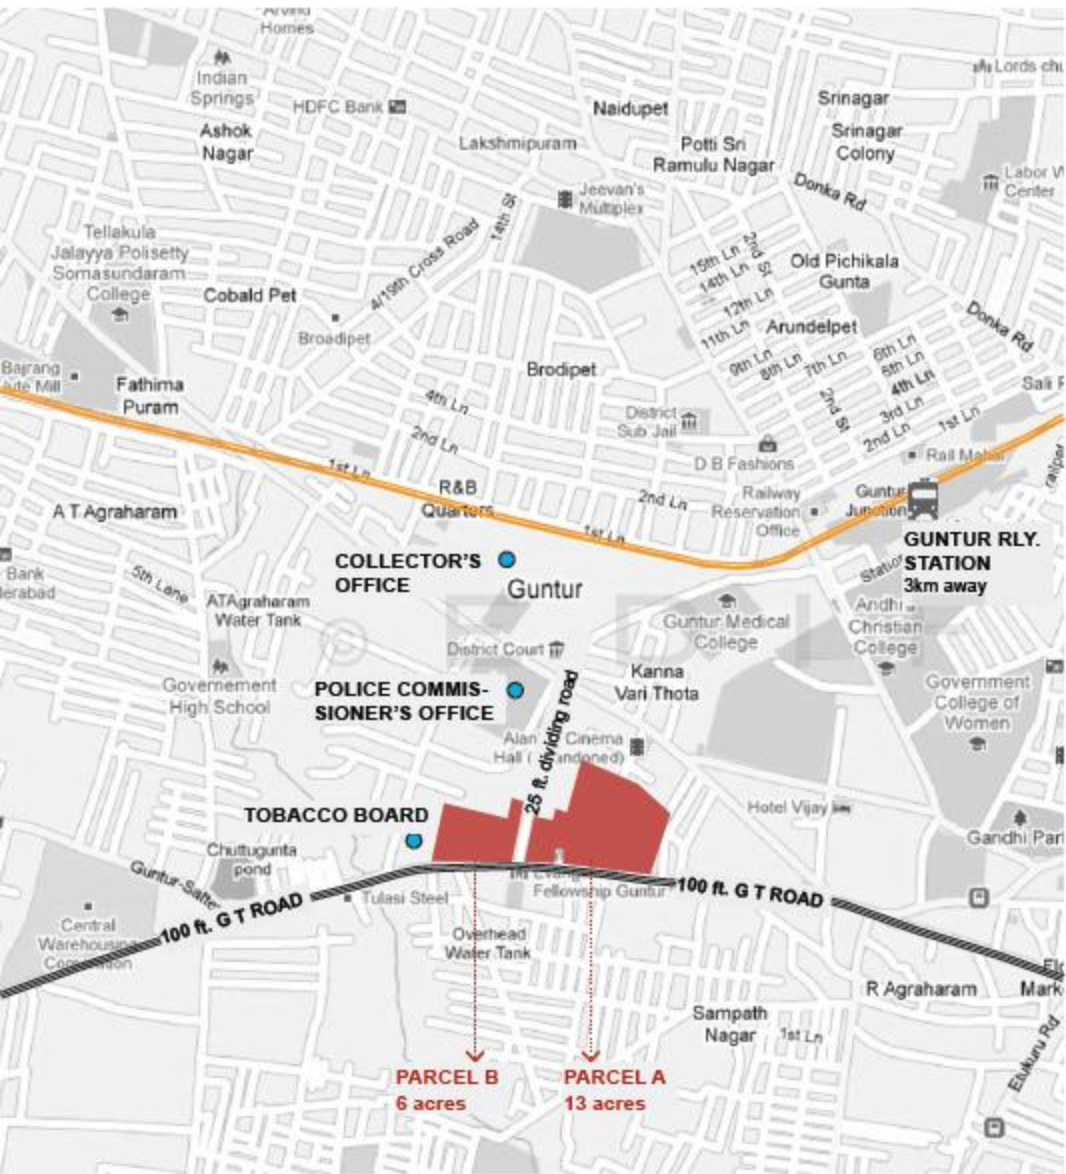 Arvind
Homes
Lords chu
Indian
Springs
HDFC Bank
Naidupet
Srinagar
Ashok
Nagar
Lakshmipuram
Potti Sri
Ramulu Nagar
Srinagar
Colony
Jeevan's
Multiplex
Donka Rd
Labor W
Center
14th St
Tellakula
Jalayya Polisetty
Somasundaram
College
4/19th Cross Road
2nd St
15th Ln
14th Ln
12th Ln
11th Ln
Old Pichikala
Gunta
Cobald Pet
Broadipet
Arundelpet
Donka Rd
9th Ln
8th Ln
7th Ln
6th Ln
5th Ln
4th Ln
3rd Ln
2nd Ln
1st Ln
2nd St
Bajrang
Jute Mill
Fathima
Puram
Brodipet
4th Ln
2nd Ln
District
Sub Jail
D B Fashions
Rail Mahal
1st Ln
R&B
Quarters
2nd Ln
1st Ln
Railway
Reservation
Office
Guntur
Junction
A T Agraharam
GUNTUR RLY.
STATION
3km away
Station
COLLECTOR'S
OFFICE
Guntur
Bank
5th Lane
ATAgraharam
Water Tank
Guntur Medical
College
Andhra
Christian
College
District Court
Kanna
Vari Thota
Governement
High School
POLICE COMMIS-
SIONER'S OFFICE
Government
College of
Women
25 ft. dividing road
Cinema
Hall
TOBACCO BOARD
Hotel Vijay
Gandhi Park
Chuttugunta
pond
100 ft. G T ROAD
Tulasi Steel
Fellowship Guntur
100 ft. G T ROAD
Central
Warehousing
Corporation
Overhead
Water Tank
R Agraharam
Mark
Sampath
Nagar
1st Ln
Etukuru Rd
PARCEL B
6 acres
PARCEL A
13 acres